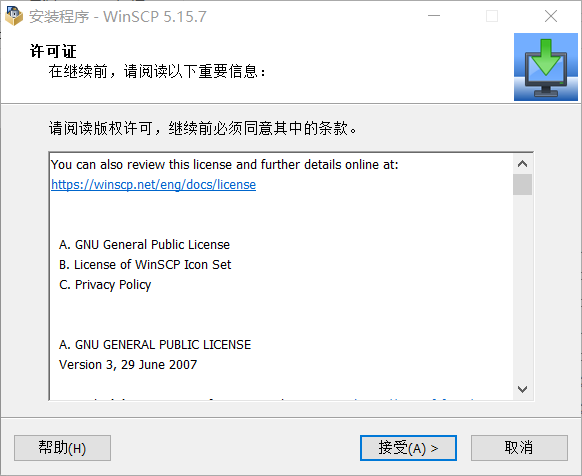 安装程序 - WinSCP 5.15.7
许可证
在继续前，请阅读以下重要信息：
请阅读版权许可，继续前必须同意其中的条款。
You can also review this license and further details online at:
https://winscp.net/eng/docs/license
A. GNU General Public License
B. License of WinSCP Icon Set
C. Privacy Policy
A. GNU GENERAL PUBLIC LICENSE
Version 3, 29 June 2007
帮助(H)
接受(A) >
取消